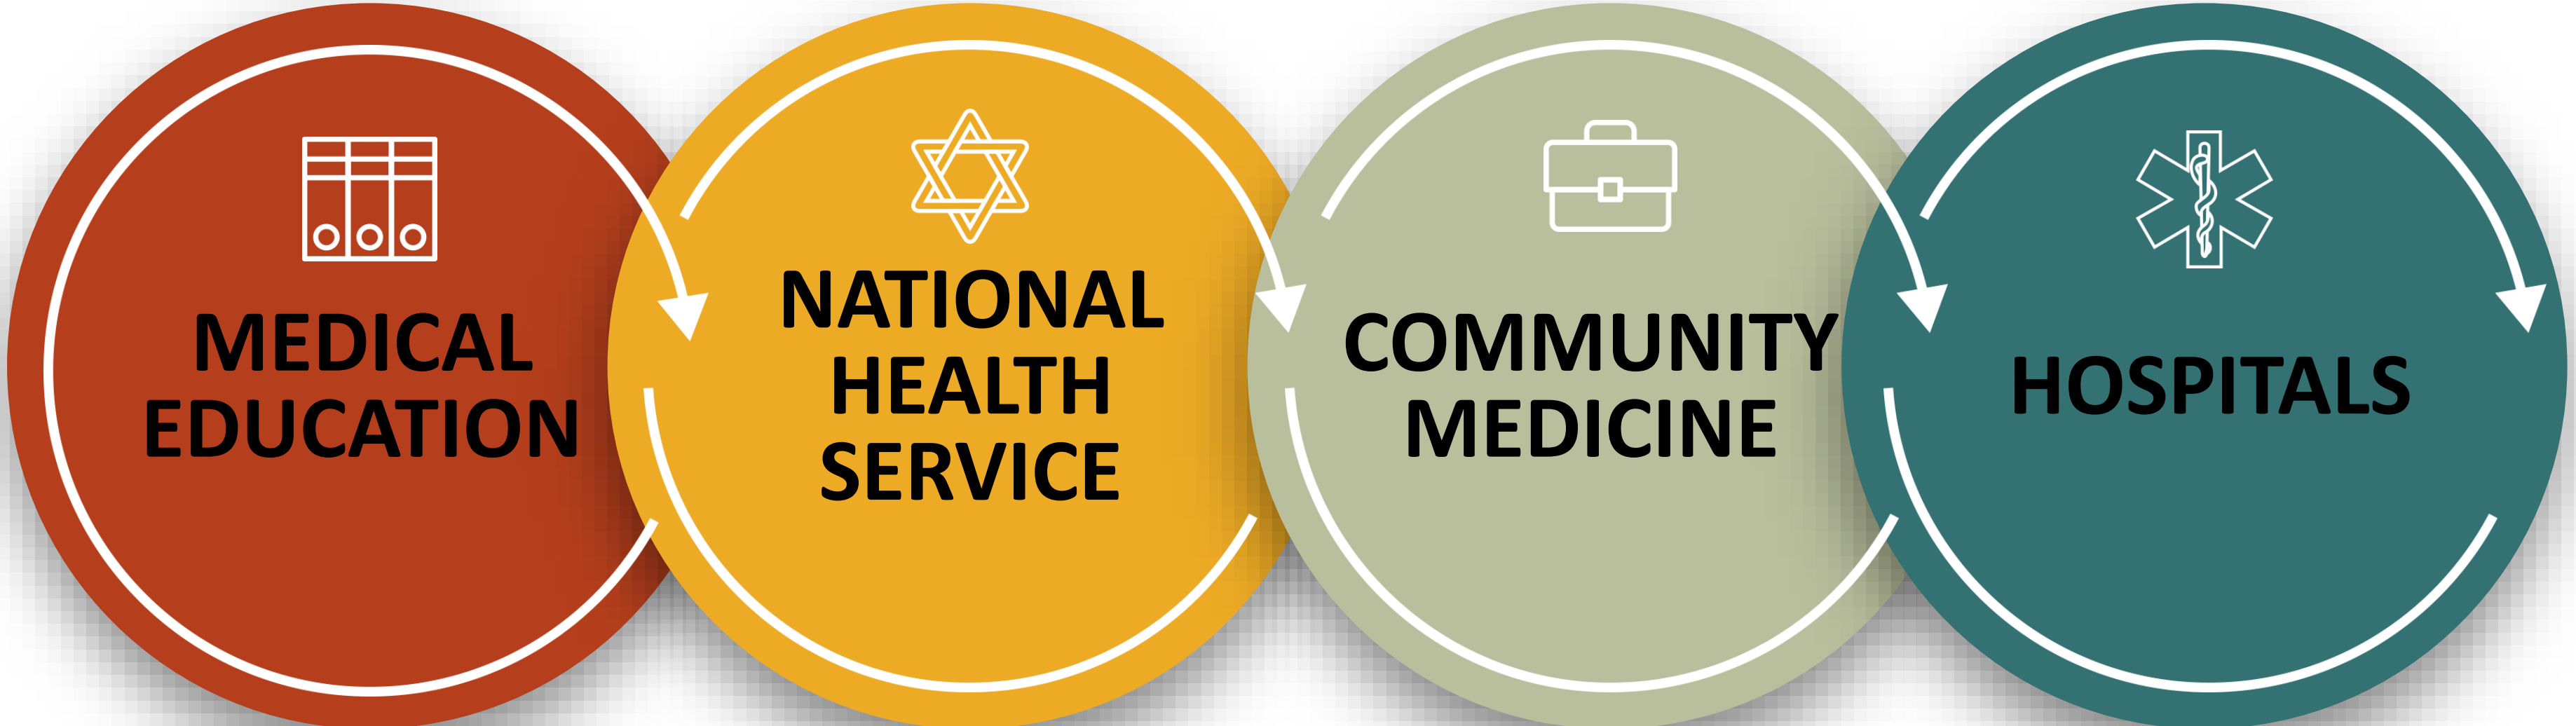 MEDICAL
EDUCATION
NATIONAL
HEALTH
SERVICE
COMMUNITY
MEDICINE
HOSPITALS